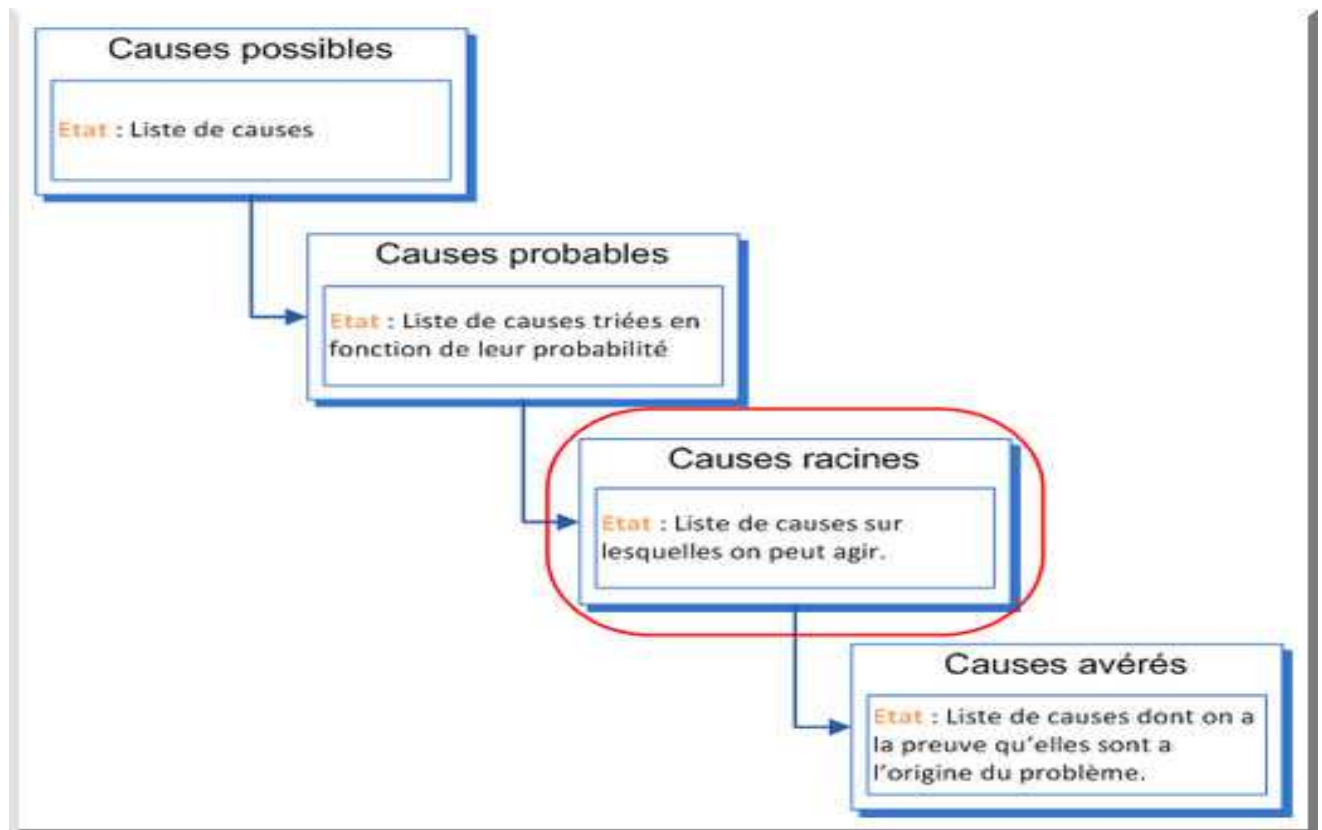 Causes possibles
Etat : Liste de causes
Causes probables
Etat : Liste de causes triées en
fonction de leur probabilité
Causes racines
Etat : Liste de causes sur
lesquelles on peut agir.
Causes avérés
Etat : Liste de causes dont on a
la preuve qu'elles sont a
l'origine du problème.